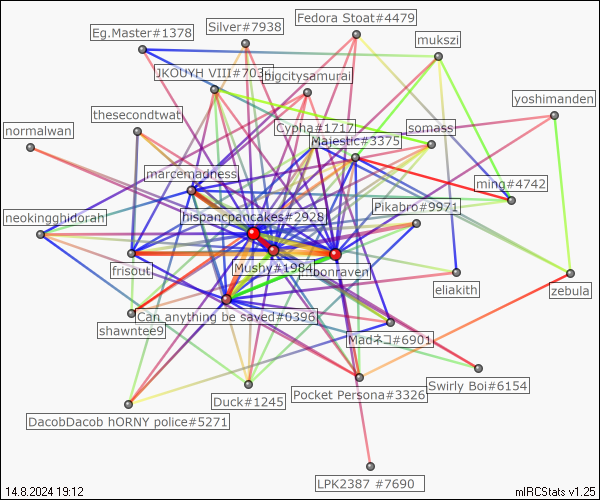 Fedora Stoat#4479
Silver#7938
Eg.Master#1378
mukszi
JKOUYH VIII#703
bigcitysamurai
yoshimanden
thesecondtwat
Cypha#1717
somass
normalwan
Majestic#3375
marcemadness
ming#4742
Pikabro#9971
neokingghidorah
hispancpancakes#2928
frisout
Mushy#1984
bonraven
eliakith
zebula
Can anything be saved#0396
shawntee9
Madネコ#6901
Swirly Boi#6154
Pocket Persona#3326
Duck#1245
DacobDacob hORNY police#5271
LPK2387 #7690
14.8.2024 19:12
mIRCStats v1.25